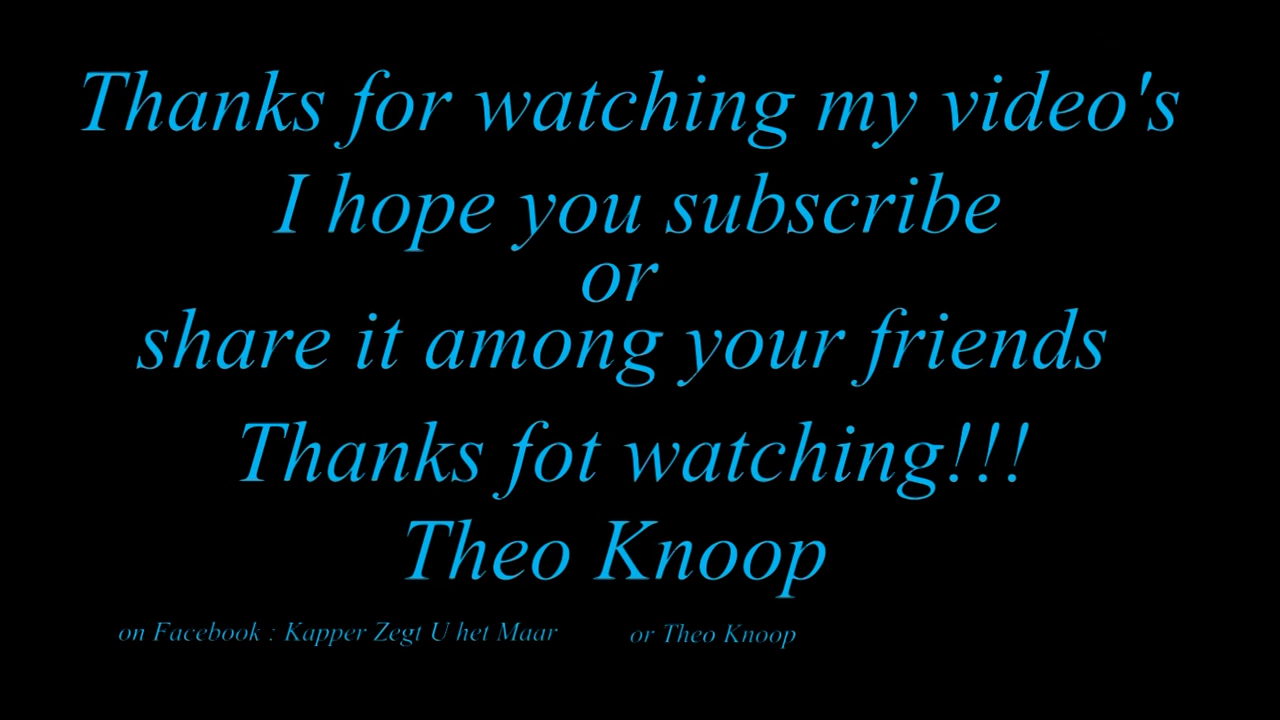 Thanks for watching my video's
I hope you subscribe
or
share it among your friends
Thanks fot watching!!!
Theo Knoop
on Facebook : Kapper Zegt U het Maar or Theo Knoop